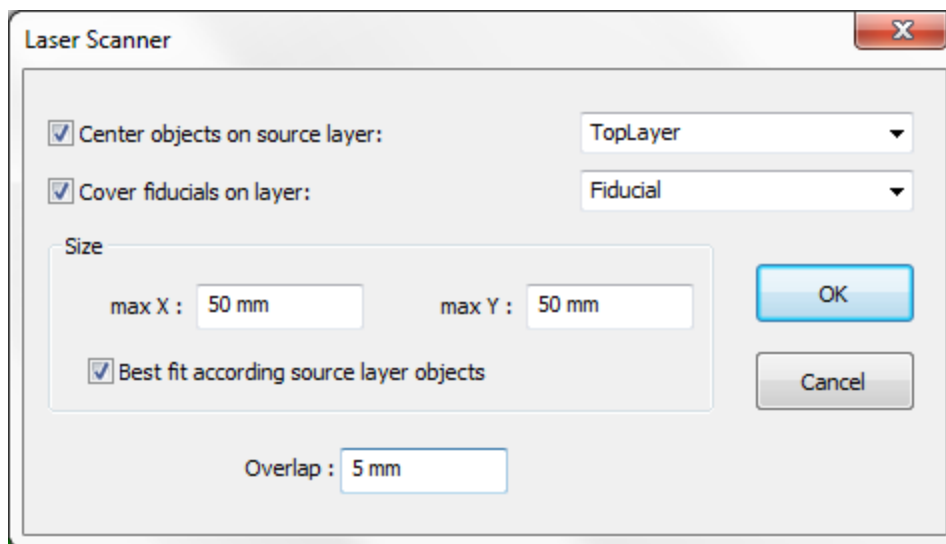 Laser Scanner
Center objects on source layer: TopLayer
Cover fiducials on layer: Fiducial
Size
max X : 50 mm max Y : 50 mm
OK
Best fit according source layer objects
Cancel
Overlap : 5 mm